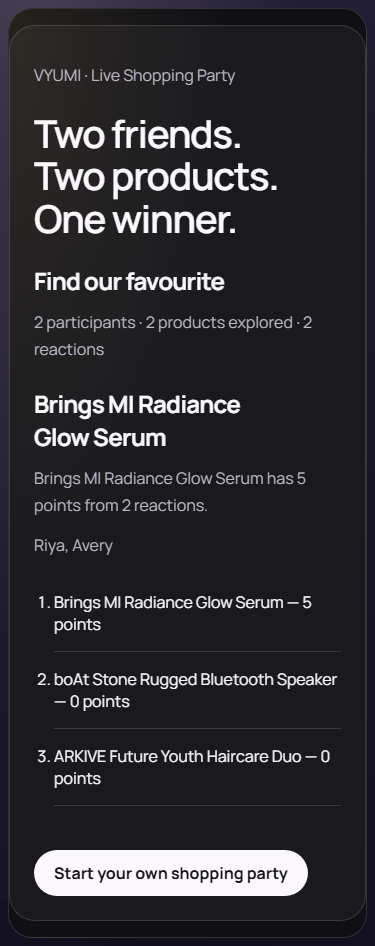 VYUMI · Live Shopping Party
Two friends.
Two products.
One winner.
Find our favourite
2 participants · 2 products explored · 2
reactions
Brings MI Radiance
Glow Serum
Brings MI Radiance Glow Serum has 5
points from 2 reactions.
Riya, Avery
1. Brings MI Radiance Glow Serum — 5
points
2. boAt Stone Rugged Bluetooth Speaker
— 0 points
3. ARKIVE Future Youth Haircare Duo — 0
points
Start your own shopping party